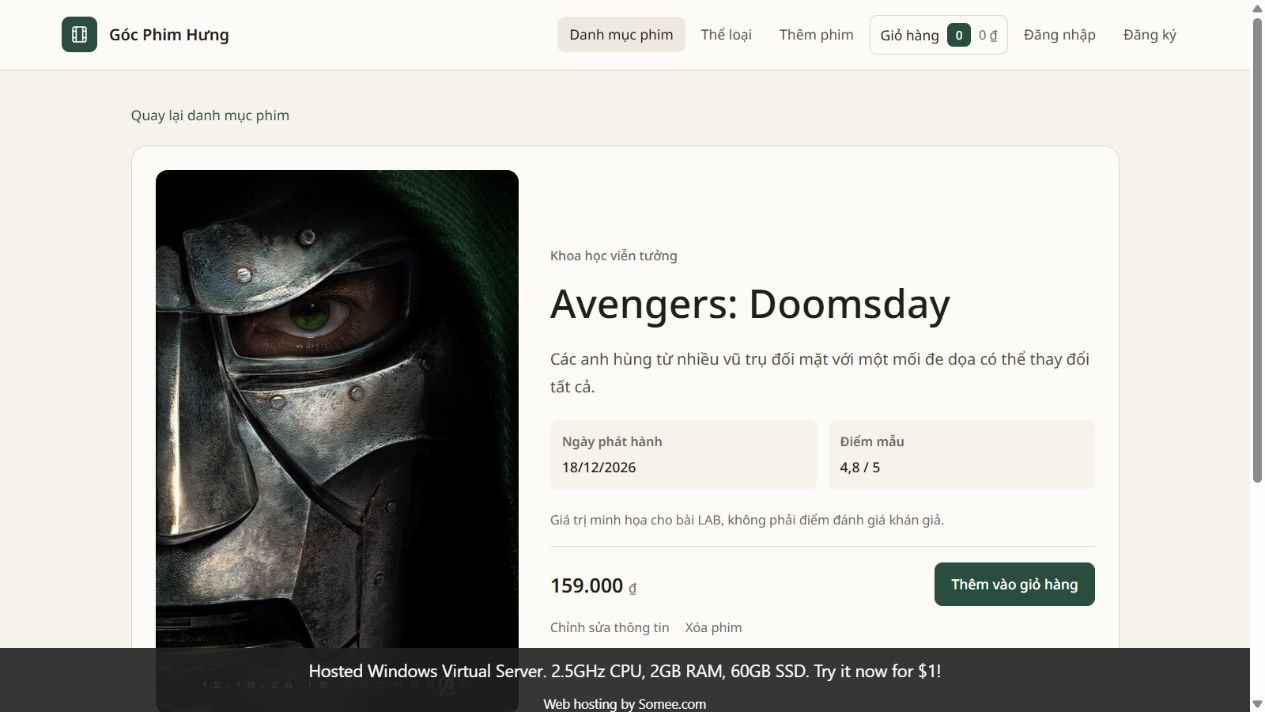 Góc Phim Hưng
Danh mục phim
Thể loại
Thêm phim
Giỏ hàng 0 0 ₫
Đăng nhập
Đăng ký
Quay lại danh mục phim
Khoa học viễn tưởng
Avengers: Doomsday
Các anh hùng từ nhiều vũ trụ đối mặt với một mối đe dọa có thể thay đổi
tất cả.
Ngày phát hành
18/12/2026
Điểm mẫu
4,8 / 5
Giá trị minh họa cho bài LAB, không phải điểm đánh giá khán giả.
159.000 ₫
Thêm vào giỏ hàng
Chỉnh sửa thông tin
Xóa phim
Hosted Windows Virtual Server. 2.5GHz CPU, 2GB RAM, 60GB SSD. Try it now for $1!
Web hosting by Somee.com